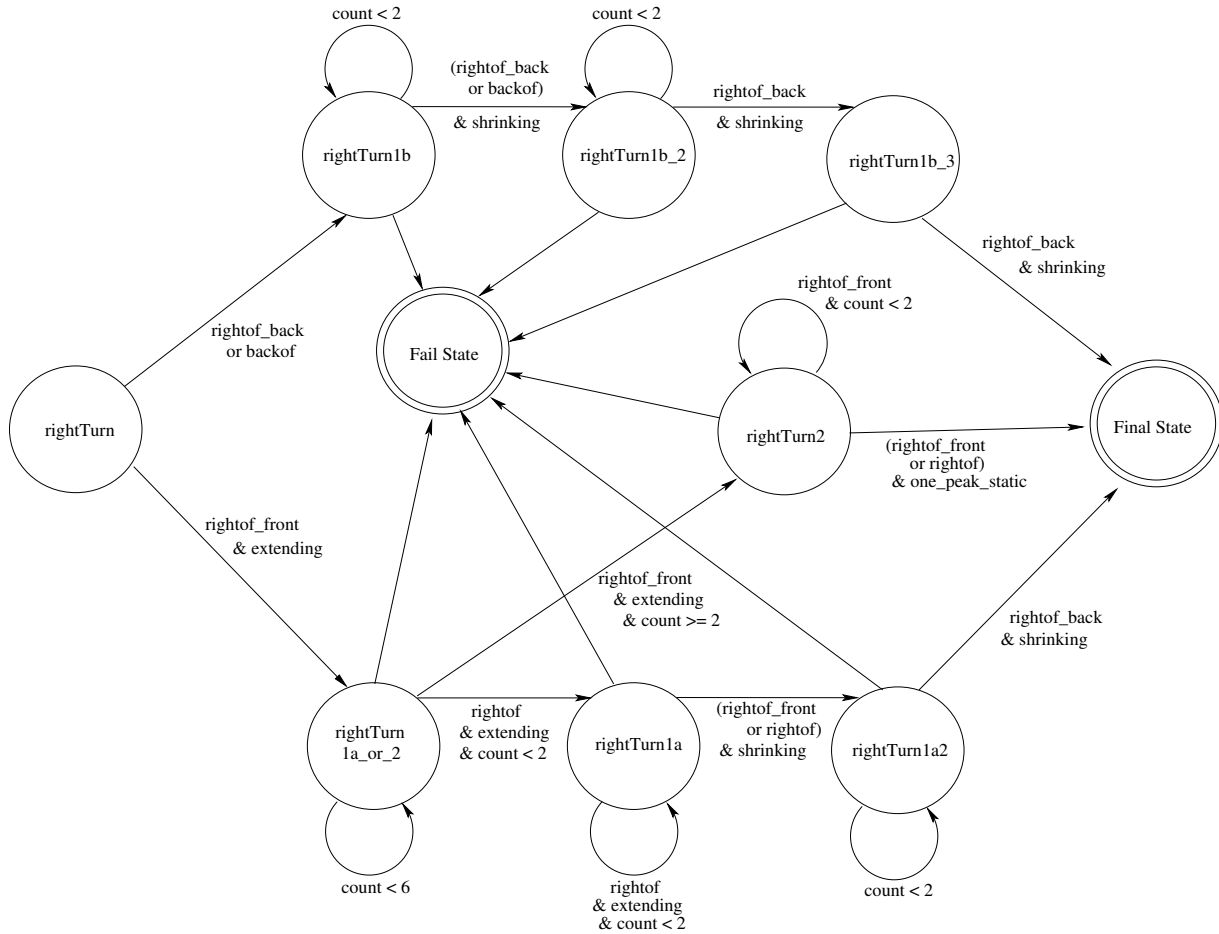 count < 2
count < 2
(rightof_back
or backof)
& shrinking
rightof_back
& shrinking
rightTurn1b
rightTurn1b_2
rightTurn1b_3
rightof_back
& shrinking
rightof_front
& count < 2
rightof_back
or backof
Fail State
rightTurn
rightTurn2
Final State
(rightof_front
or rightof)
& one_peak_static
rightof_front
& extending
rightof_front
& extending
& count >= 2
rightof_back
& shrinking
rightTurn
1a_or_2
rightof
& extending
& count < 2
rightTurn1a
(rightof_front
or rightof)
& shrinking
rightTurn1a2
count < 6
rightof
& extending
& count < 2
count < 2